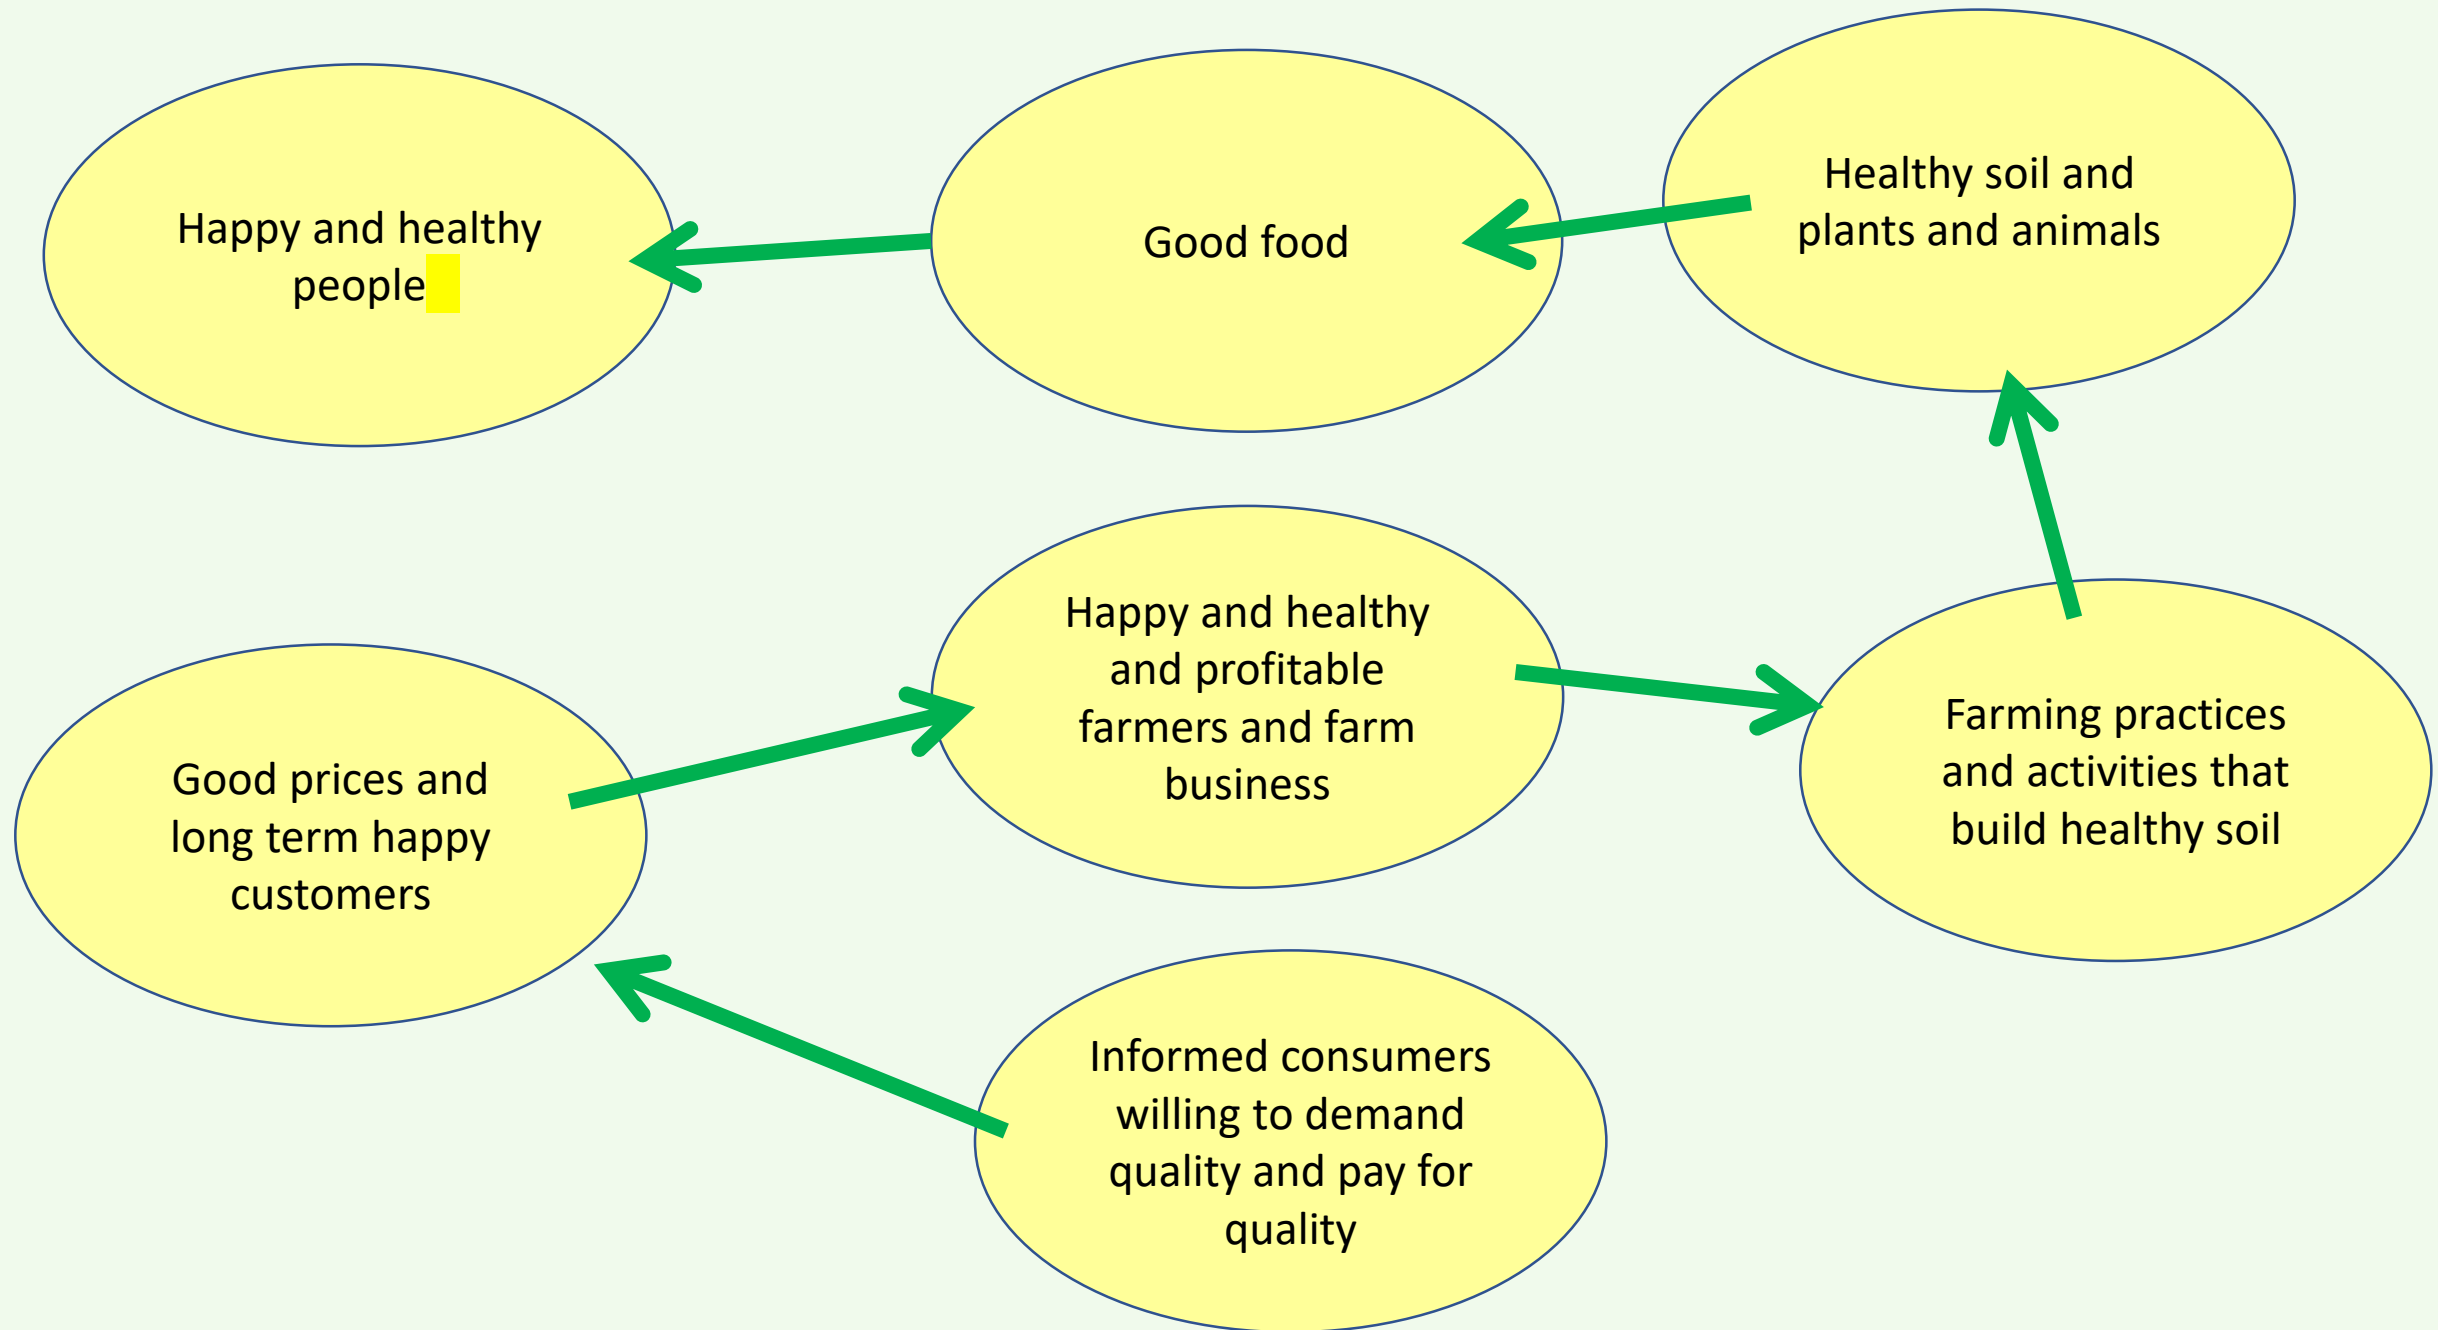 Happy and healthy
people
Good food
Healthy soil and
plants and animals
Happy and healthy
and profitable
farmers and farm
business
Farming practices
and activities that
build healthy soil
Good prices and
long term happy
customers
Informed consumers
willing to demand
quality and pay for
quality